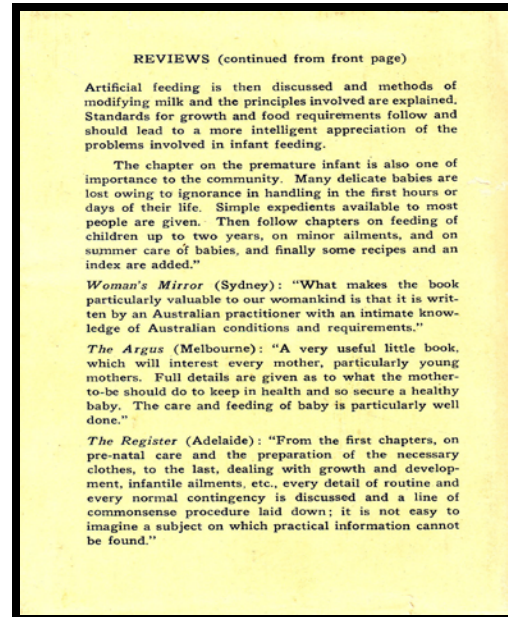 REVIEWS (continued from front page)
Artificial feeding is then discussed and methods of
modifying milk and the principles involved are explained.
Standards for growth and food requirements follow and
should lead to a more intelligent appreciation of the
problems involved in infant feeding.
The chapter on the premature infant is also one of
importance to the community. Many delicate babies are
lost owing to ignorance in handling in the first hours or
days of their life. Simple expedients available to most
people are given. Then follow chapters on feeding of
children up to two years, on minor ailments, and on
summer care of babies, and finally some recipes and an
index are added."
Woman's Mirror (Sydney): "What makes the book
particularly valuable to our womankind is that it is writ-
ten by an Australian practitioner with an intimate know-
ledge of Australian conditions and requirements."
The Argus (Melbourne): "A very useful little book,
which will interest every mother, particularly young
mothers. Full details are given as to what the mother-
to-be should do to keep in health and so secure a healthy
baby. The care and feeding of baby is particularly well
done."
The Register (Adelaide): "From the first chapters, on
pre-natal care and the preparation of the necessary
clothes, to the last, dealing with growth and develop-
ment, infantile ailments, etc., every detail of routine and
every normal contingency is discussed and a line of
commonsense procedure laid down; it is not easy to
imagine a subject on which practical information cannot
be found."